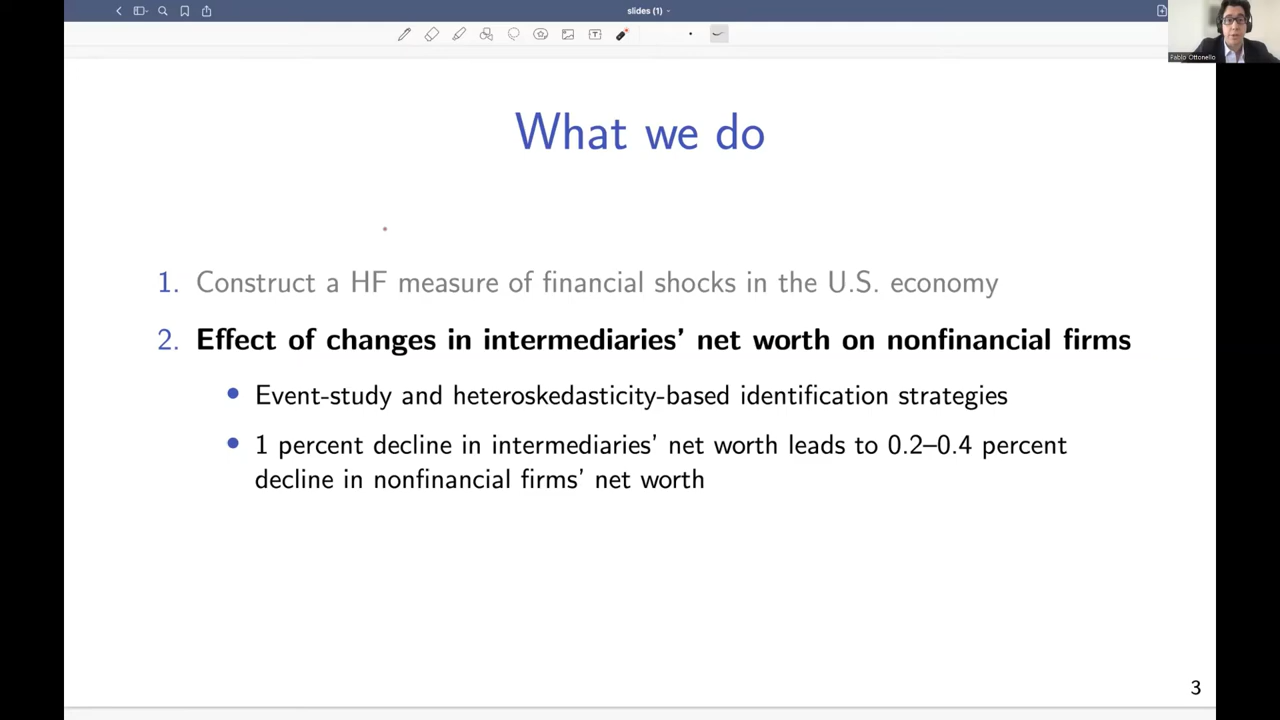 slides (1)
Pablo Ottonello
What we do
1. Construct a HF measure of financial shocks in the U.S. economy
2. Effect of changes in intermediaries' net worth on nonfinancial firms
• Event-study and heteroskedasticity-based identification strategies
• 1 percent decline in intermediaries' net worth leads to 0.2–0.4 percent
decline in nonfinancial firms' net worth
3